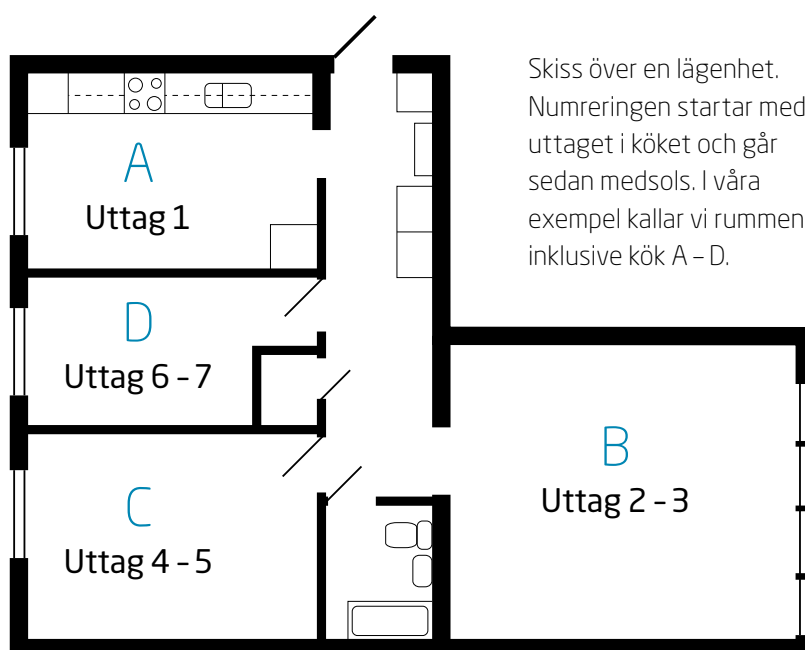 Skiss över en lägenhet.
Numreringen startar med
uttaget i köket och går
sedan medsols. I våra
exempel kallar vi rummen
inklusive kök A – D.
A
Uttag 1
D
Uttag 6 – 7
B
Uttag 2 – 3
C
Uttag 4 – 5